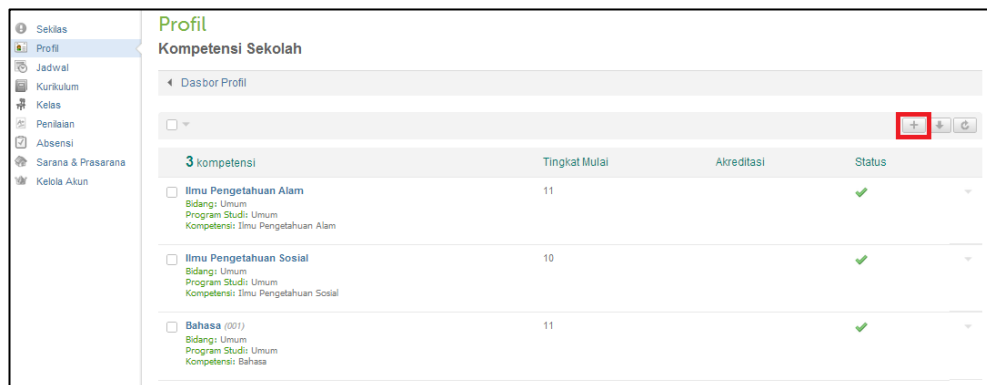 Sekilas
Profil
Jadwal
Kurikulum
Kelas
Penilaian
Absensi
Sarana & Prasarana
Kelola Akun
Profil
Kompetensi Sekolah
Dasbor Profil
3 kompetensi Tingkat Mulai Akreditasi Status
Ilmu Pengetahuan Alam 11
Bidang: Umum
Program Studi: Umum
Kompetensi: Ilmu Pengetahuan Alam
Ilmu Pengetahuan Sosial 10
Bidang: Umum
Program Studi: Umum
Kompetensi: Ilmu Pengetahuan Sosial
Bahasa (001) 11
Bidang: Umum
Program Studi: Umum
Kompetensi: Bahasa